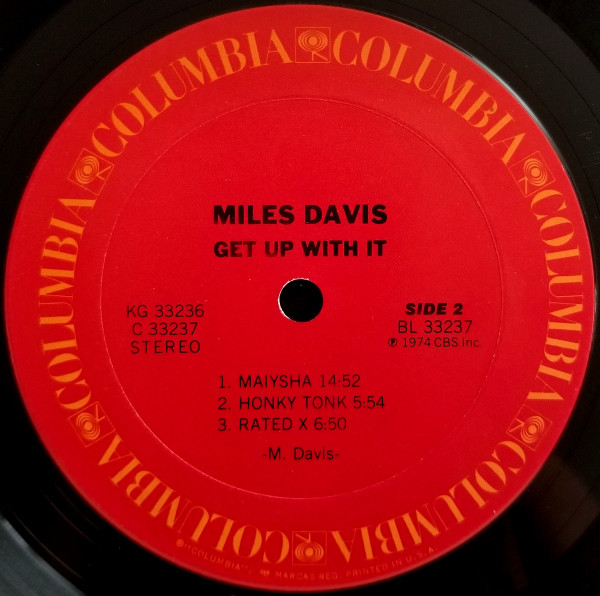 COLUMBIA COLUMBIA COLUMBIA COLUMBIA COLUMBIA COLUMBIA COLUMBIA COLUMBIA
MILES DAVIS
GET UP WITH IT
KG 33236
C 33237
STEREO
SIDE 2
BL 33237
℗ 1974 CBS Inc.
1. MAIYSHA 14:52
2. HONKY TONK 5:54
3. RATED X 6:50
-M. Davis-
®"COLUMBIA", MARCAS REG. PRINTED IN U.S.A.